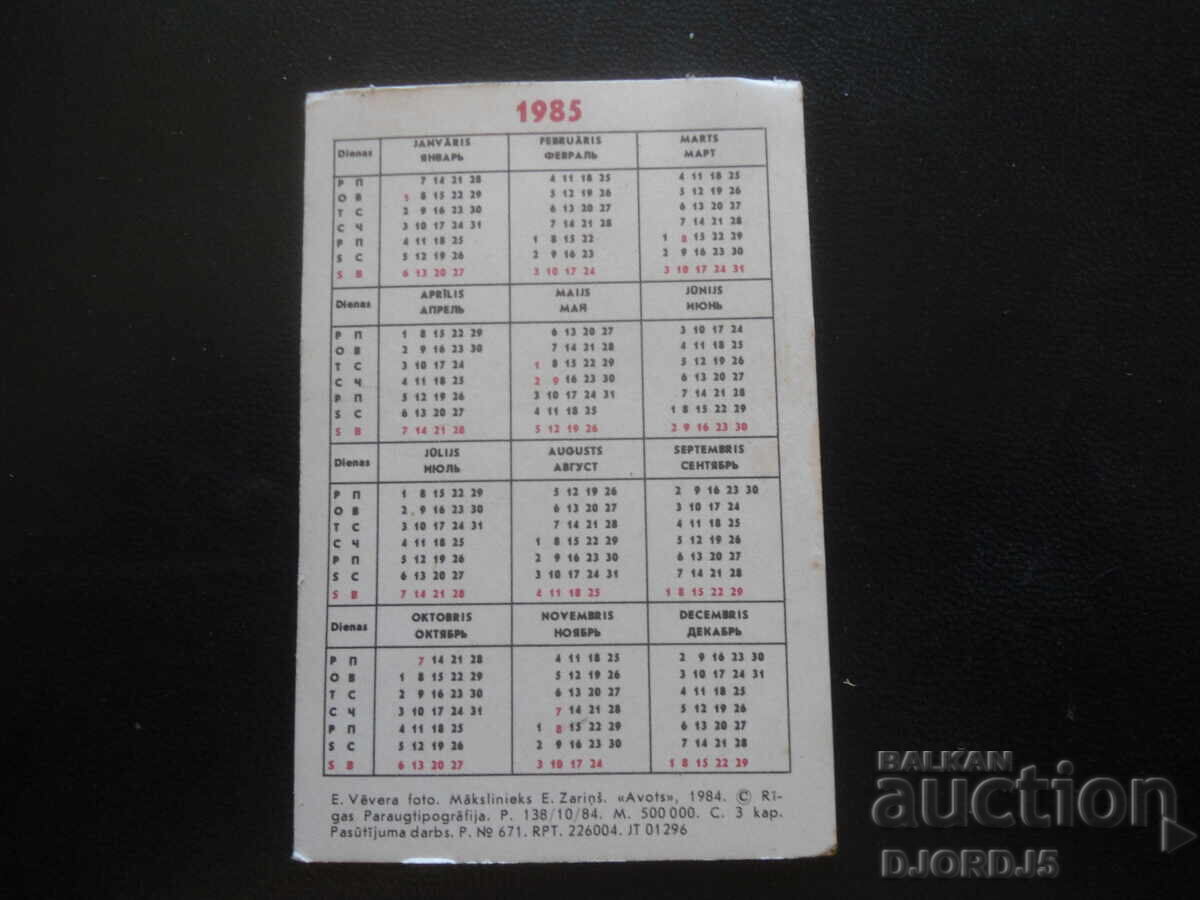 1985
Dienas JANVĀRIS FEBRUĀRIS MARTS
ЯНВАРЬ ФЕВРАЛЬ МАРТ
P П 7 14 21 28 4 11 18 25 4 11 18 25
O В 1 8 15 22 29 5 12 19 26 5 12 19 26
T С 2 9 16 23 30 6 13 20 27 6 13 20 27
C Ч 3 10 17 24 31 7 14 21 28 7 14 21 28
P П 4 11 18 25 1 8 15 22 1 8 15 22 29
S С 5 12 19 26 2 9 16 23 2 9 16 23 30
S В 6 13 20 27 3 10 17 24 3 10 17 24 31
Dienas APRĪLIS MAIJS JŪNIJS
АПРЕЛЬ МАЙ ИЮНЬ
P П 1 8 15 22 29 6 13 20 27 3 10 17 24
O В 2 9 16 23 30 7 14 21 28 4 11 18 25
T С 3 10 17 24 1 8 15 22 29 5 12 19 26
C Ч 4 11 18 25 2 9 16 23 30 6 13 20 27
P П 5 12 19 26 3 10 17 24 31 7 14 21 28
S С 6 13 20 27 4 11 18 25 1 8 15 22 29
S В 7 14 21 28 5 12 19 26 2 9 16 23 30
Dienas JŪLIJS AUGUSTS SEPTEMBRIS
ИЮЛЬ АВГУСТ СЕНТЯБРЬ
P П 1 8 15 22 29 5 12 19 26 2 9 16 23 30
O В 2 9 16 23 30 6 13 20 27 3 10 17 24
T С 3 10 17 24 31 7 14 21 28 4 11 18 25
C Ч 4 11 18 25 1 8 15 22 29 5 12 19 26
P П 5 12 19 26 2 9 16 23 30 6 13 20 27
S С 6 13 20 27 3 10 17 24 31 7 14 21 28
S В 7 14 21 28 4 11 18 25 1 8 15 22 29
Dienas OKTOBRIS NOVEMBRIS DECEMBRIS
ОКТЯБРЬ НОЯБРЬ ДЕКАБРЬ
P П 7 14 21 28 4 11 18 25 2 9 16 23 30
O В 1 8 15 22 29 5 12 19 26 3 10 17 24 31
T С 2 9 16 23 30 6 13 20 27 4 11 18 25
C Ч 3 10 17 24 31 7 14 21 28 5 12 19 26
P П 4 11 18 25 1 8 15 22 29 6 13 20 27
S С 5 12 19 26 2 9 16 23 30 7 14 21 28
S В 6 13 20 27 3 10 17 24 1 8 15 22 29
E. Vēvera foto. Mākslinieks E. Zariņš. «Avots», 1984. © Rī-
gas Paraugtipogrāfija. P. 138/10/84. M. 500 000. C. 3 kap.
Pasūtījuma darbs. P. № 671. RPT. 226004. JT 01296
BALKAN
auction
DJORDJ5